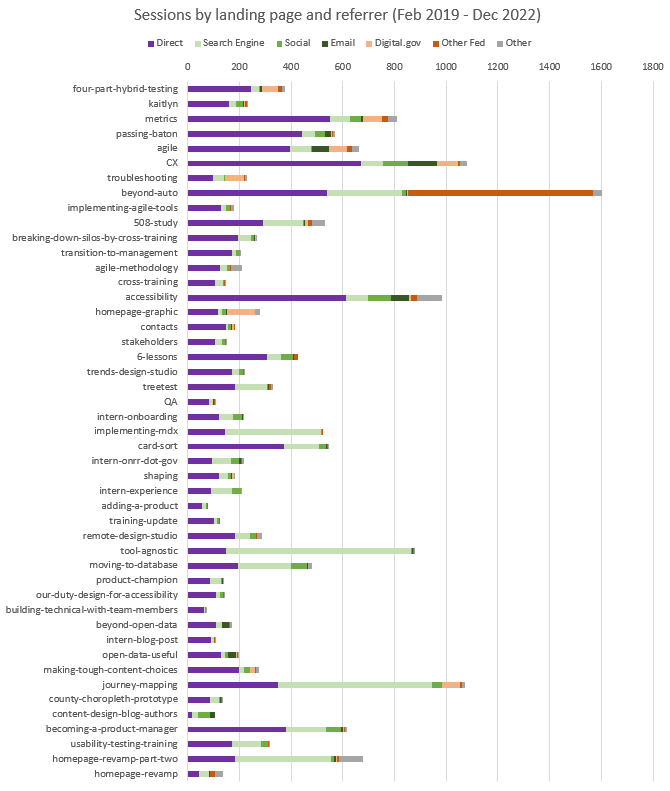 Sessions by landing page and referrer (Feb 2019 - Dec 2022)
Direct Search Engine Social Email Digital.gov Other Fed Other
0 200 400 600 800 1000 1200 1400 1600 1800
four-part-hybrid-testing
kaitlyn
metrics
passing-baton
agile
CX
troubleshooting
beyond-auto
implementing-agile-tools
508-study
breaking-down-silos-by-cross-training
transition-to-management
agile-methodology
cross-training
accessibility
homepage-graphic
contacts
stakeholders
6-lessons
trends-design-studio
treetest
QA
intern-onboarding
implementing-mdx
card-sort
intern-onrr-dot-gov
shaping
intern-experience
adding-a-product
training-update
remote-design-studio
tool-agnostic
moving-to-database
product-champion
our-duty-design-for-accessibility
building-technical-with-team-members
beyond-open-data
intern-blog-post
open-data-useful
making-tough-content-choices
journey-mapping
county-choropleth-prototype
content-design-blog-authors
becoming-a-product-manager
usability-testing-training
homepage-revamp-part-two
homepage-revamp